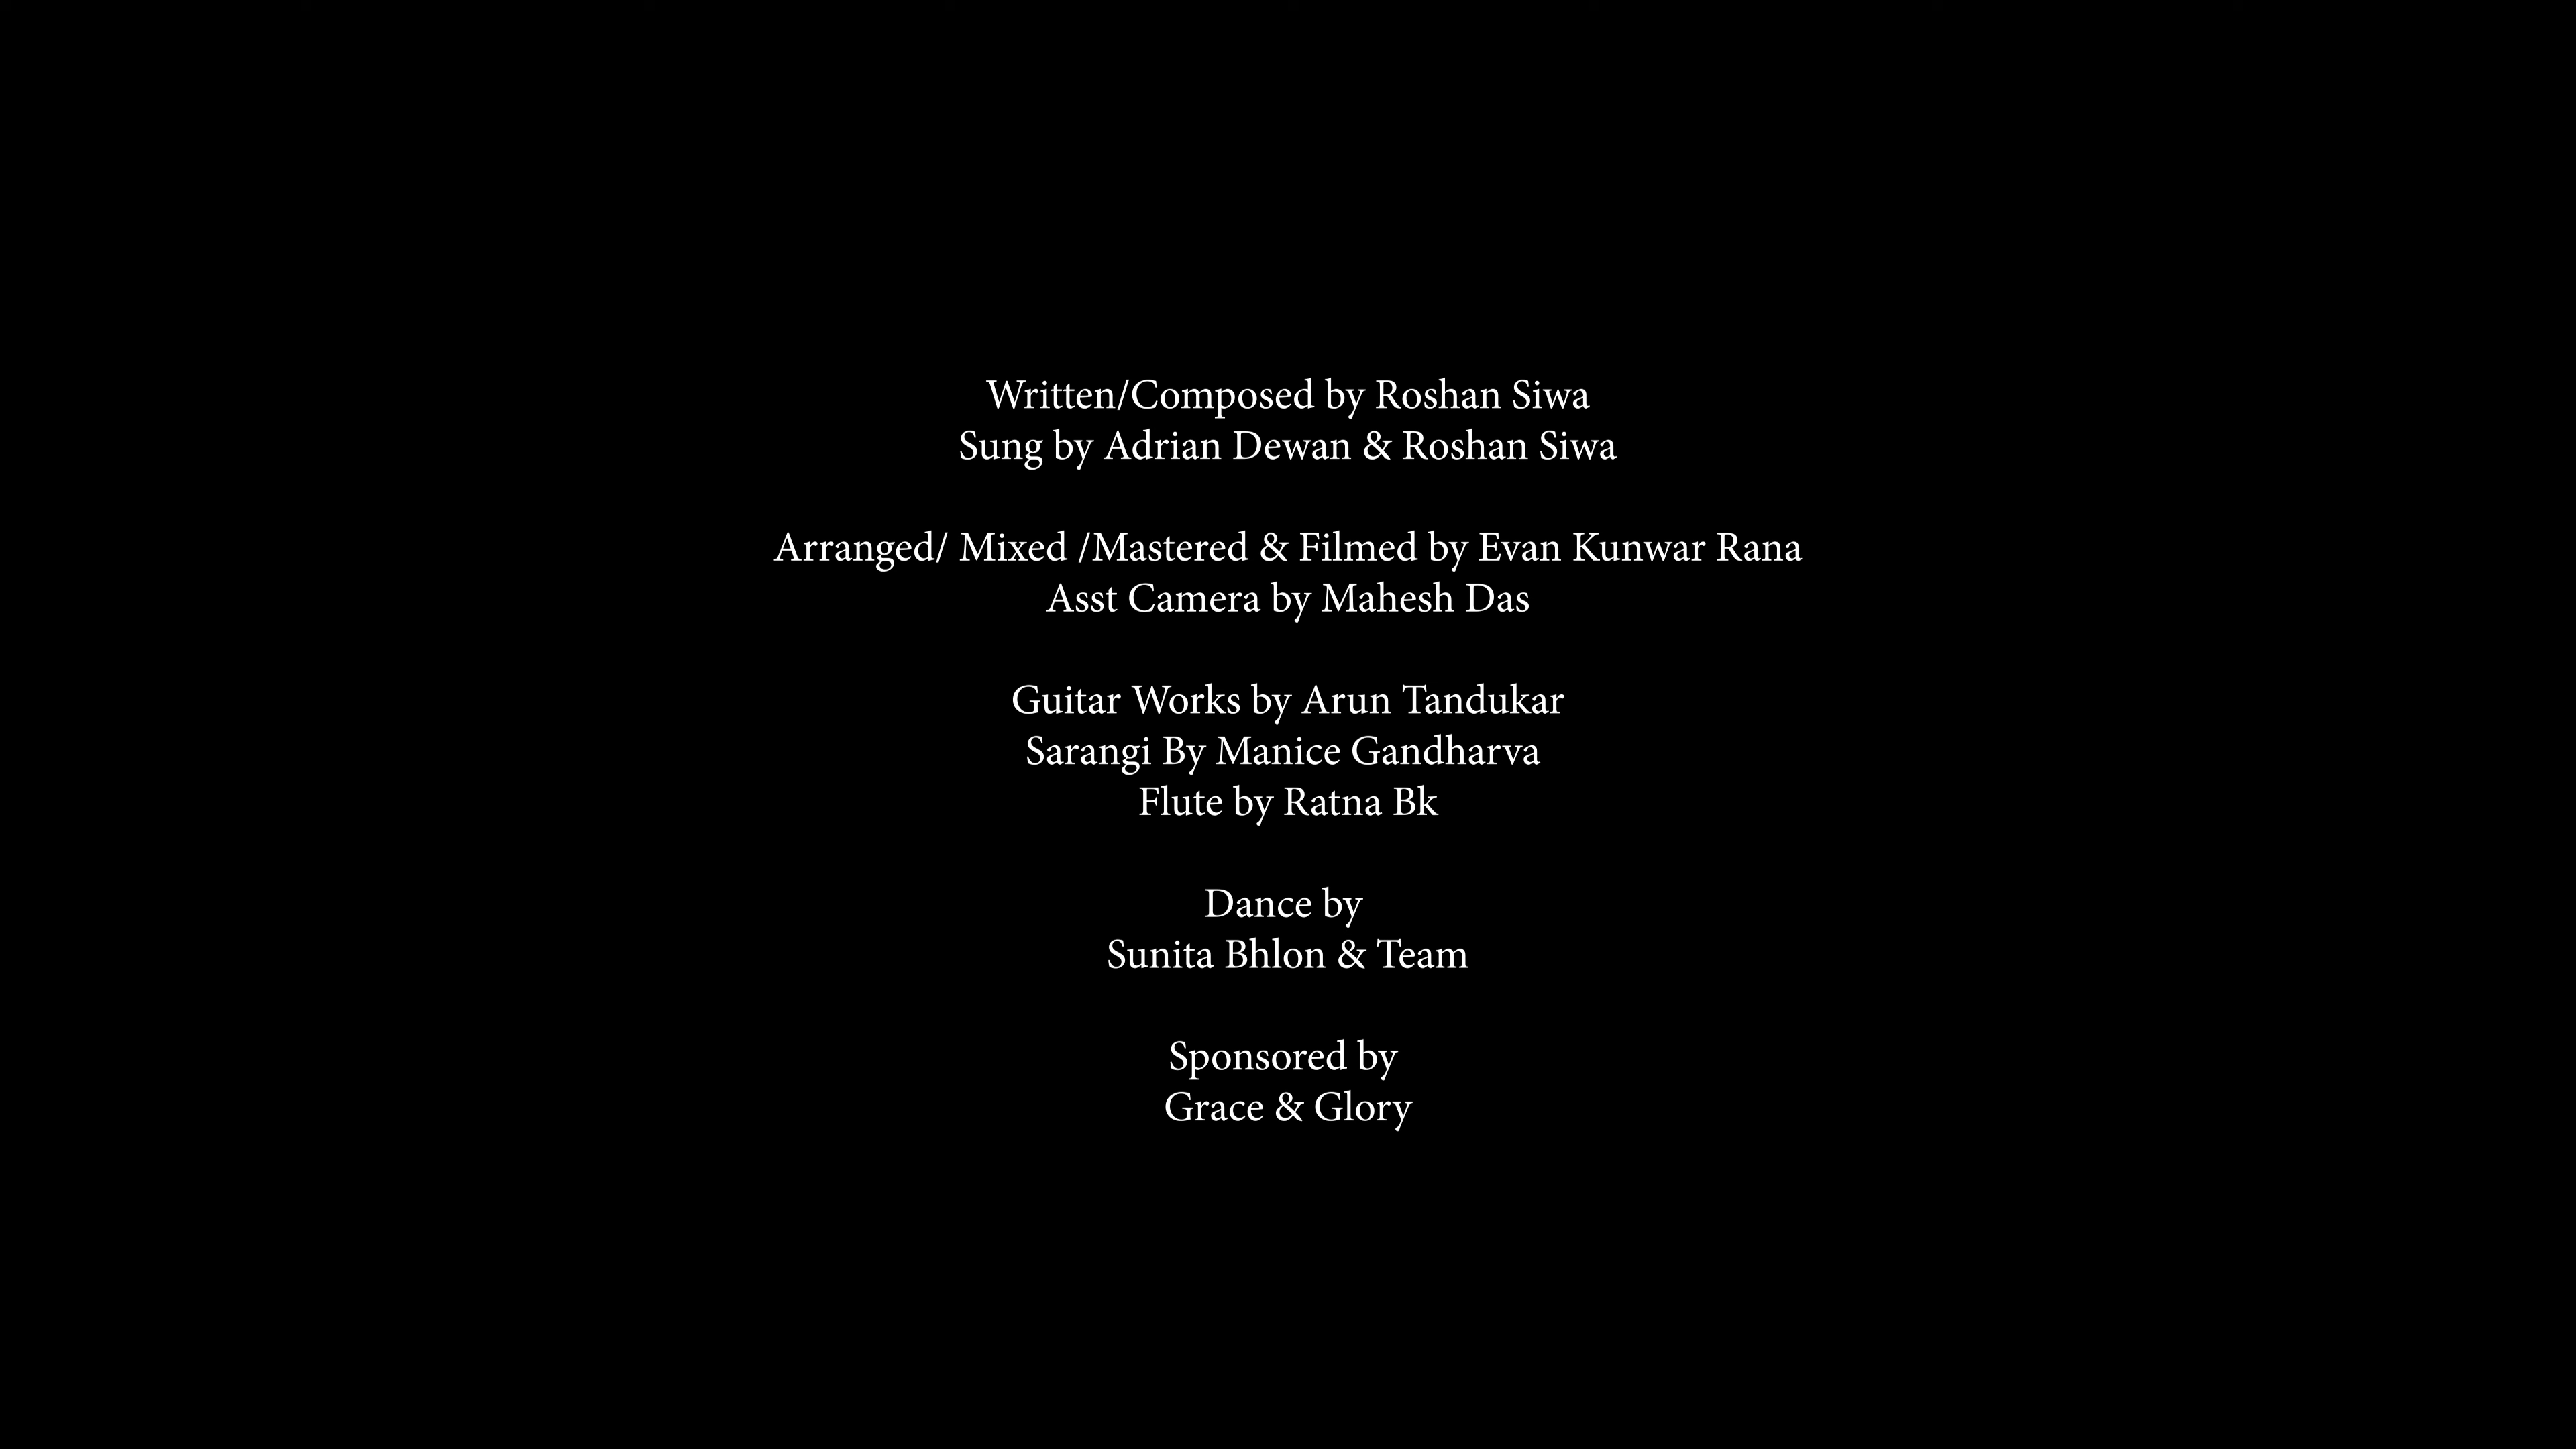 Written/Composed by Roshan Siwa
Sung by Adrian Dewan & Roshan Siwa
Arranged/ Mixed /Mastered & Filmed by Evan Kunwar Rana
Asst Camera by Mahesh Das
Guitar Works by Arun Tandukar
Sarangi By Manice Gandharva
Flute by Ratna Bk
Dance by
Sunita Bhlon & Team
Sponsored by
Grace & Glory